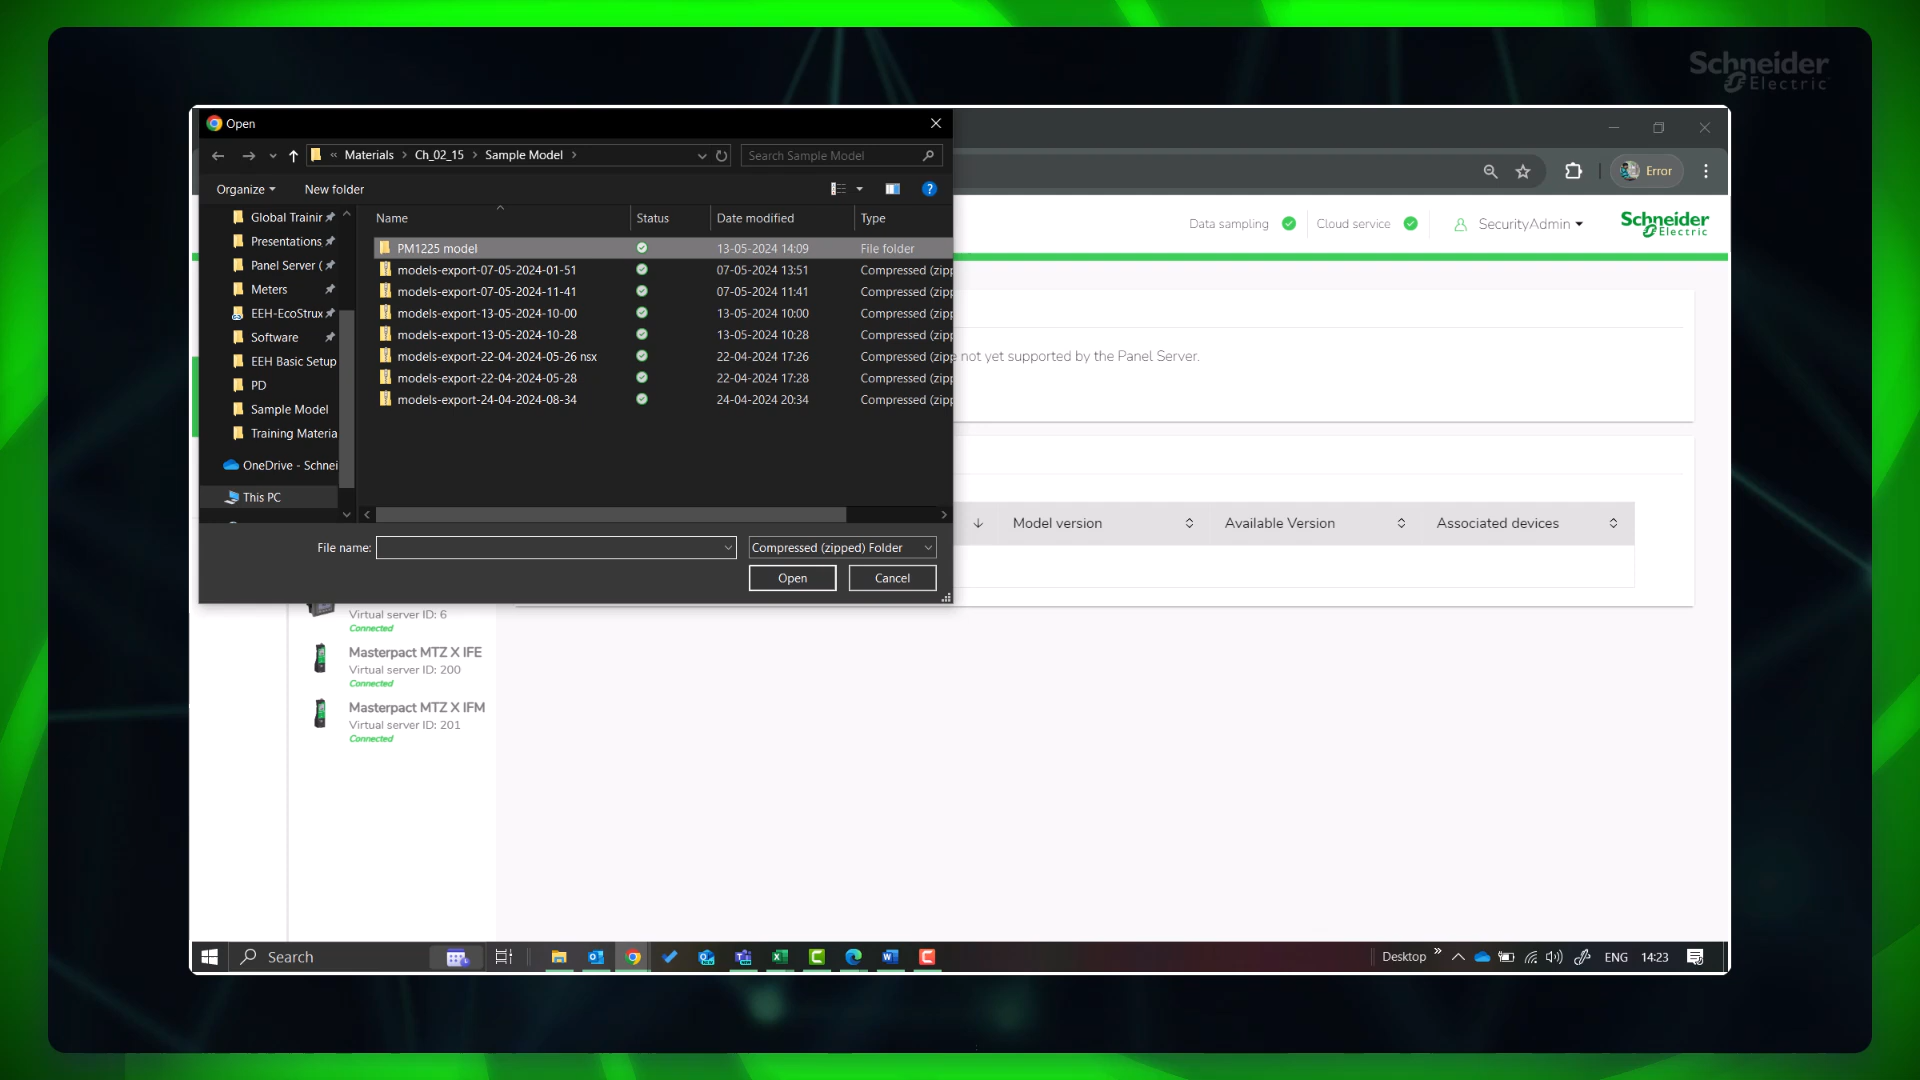 Schneider
Electric
Open
« Materials > Ch_02_15 > Sample Model >
Search Sample Model
Organize
New folder
Error
Global Trainir
Presentations
Panel Server (
Meters
EEH-EcoStrux
Software
EEH Basic Setup
PD
Sample Model
Training Materia
OneDrive - Schnei
This PC
Name Status Date modified Type
PM1225 model 13-05-2024 14:09 File folder
models-export-07-05-2024-01-51 07-05-2024 13:51 Compressed (zipp
models-export-07-05-2024-11-41 07-05-2024 11:41 Compressed (zipp
models-export-13-05-2024-10-00 13-05-2024 10:00 Compressed (zipp
models-export-13-05-2024-10-28 13-05-2024 10:28 Compressed (zipp
models-export-22-04-2024-05-26 nsx 22-04-2024 17:26 Compressed (zipp
models-export-22-04-2024-05-28 22-04-2024 17:28 Compressed (zipp
models-export-24-04-2024-08-34 24-04-2024 20:34 Compressed (zipp
File name:
Compressed (zipped) Folder
Open Cancel
Data sampling Cloud service SecurityAdmin
Schneider
Electric
not yet supported by the Panel Server.
Model version Available Version Associated devices
Virtual server ID: 6
Connected
Masterpact MTZ X IFE
Virtual server ID: 200
Connected
Masterpact MTZ X IFM
Virtual server ID: 201
Connected
Search
Desktop » ENG 14:23